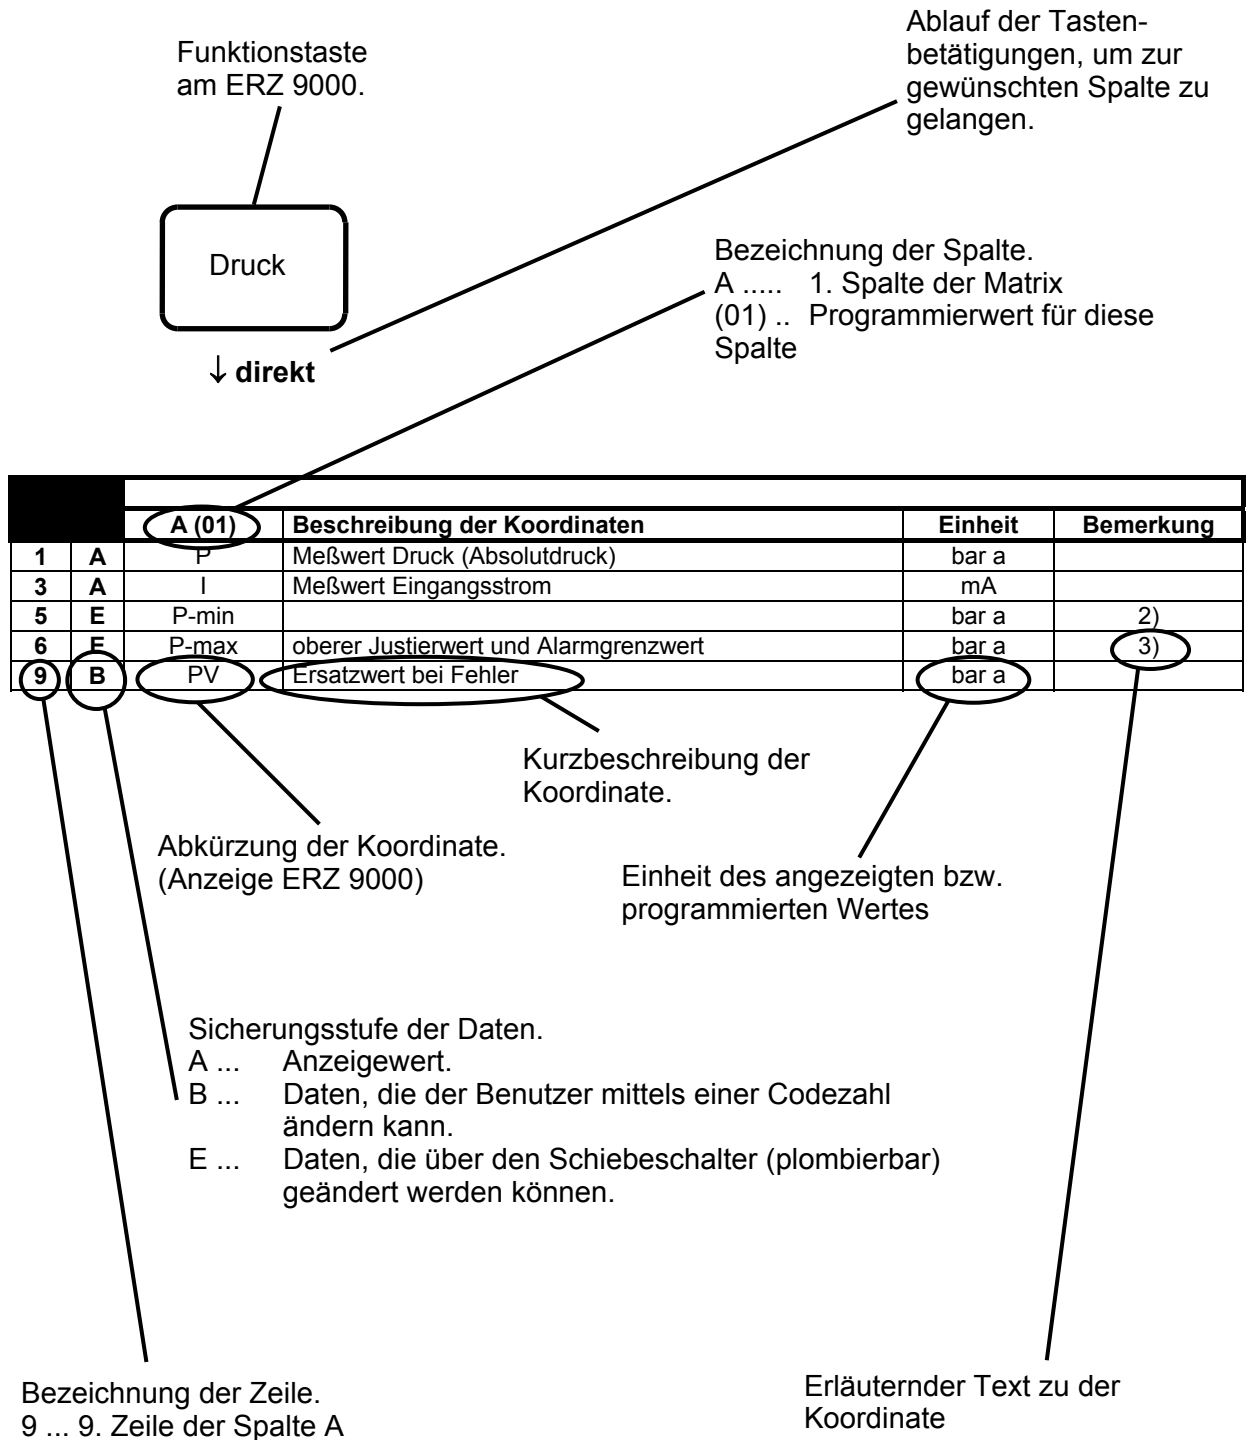 Funktionstaste
am ERZ 9000.
Ablauf der Tasten-
betätigungen, um zur
gewünschten Spalte zu
gelangen.
Druck
↓ direkt
Bezeichnung der Spalte.
A ..... 1. Spalte der Matrix
(01) .. Programmierwert für diese
Spalte
A (01) Beschreibung der Koordinaten Einheit Bemerkung
1 A P Meßwert Druck (Absolutdruck) bar a
3 A I Meßwert Eingangsstrom mA
5 E P-min bar a 2)
6 E P-max oberer Justierwert und Alarmgrenzwert bar a 3)
9 B PV Ersatzwert bei Fehler bar a
Kurzbeschreibung der
Koordinate.
Abkürzung der Koordinate.
(Anzeige ERZ 9000)
Einheit des angezeigten bzw.
programmierten Wertes
Sicherungsstufe der Daten.
A ... Anzeigewert.
B ... Daten, die der Benutzer mittels einer Codezahl
ändern kann.
E ... Daten, die über den Schiebeschalter (plombierbar)
geändert werden können.
Bezeichnung der Zeile.
9 ... 9. Zeile der Spalte A
Erläuternder Text zu der
Koordinate